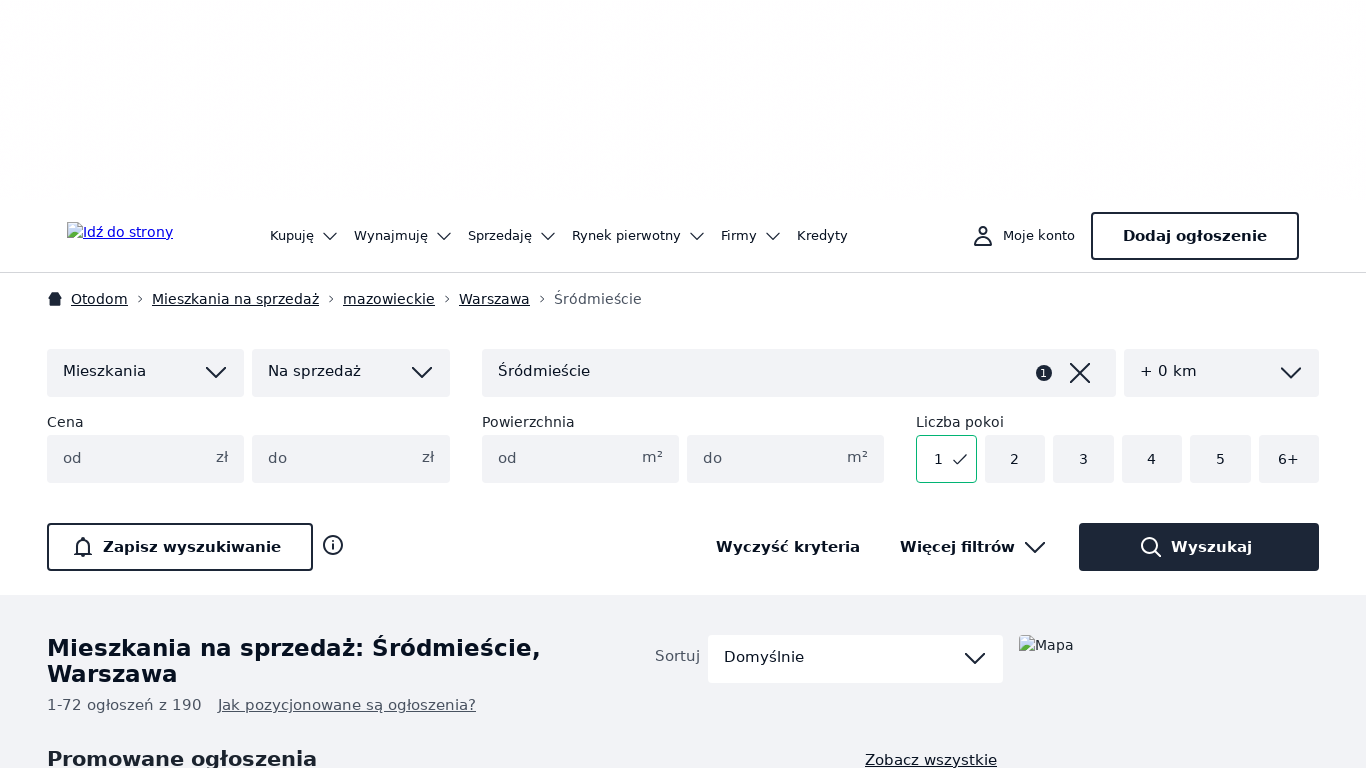 Idź do strony
Kupuję
Wynajmuję
Sprzedaję
Rynek pierwotny
Firmy
Kredyty
Moje konto
Dodaj ogłoszenie
Otodom
Mieszkania na sprzedaż
mazowieckie
Warszawa
Śródmieście
Mieszkania
Na sprzedaż
Śródmieście
1
+ 0 km
Cena
Powierzchnia
Liczba pokoi
od zł
do zł
od m²
do m²
1
2
3
4
5
6+
Zapisz wyszukiwanie
Wyczyść kryteria
Więcej filtrów
Wyszukaj
Mieszkania na sprzedaż: Śródmieście,
Warszawa
Sortuj
Domyślnie
Mapa
1-72 ogłoszeń z 190
Jak pozycjonowane są ogłoszenia?
Promowane ogłoszenia
Zobacz wszystkie